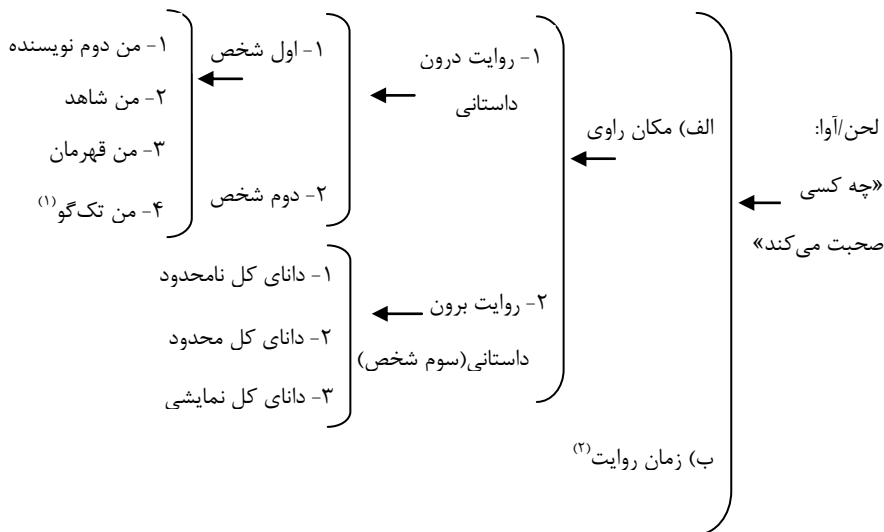 لحن/آوا:
«چه کسی
صحبت می‌کند»
الف) مکان راوی
ب) زمان روایت(۲)
۱- روایت درون
داستانی
۲- روایت برون
داستانی(سوم شخص)
۱- اول شخص
۲- دوم شخص
۱- من دوم نویسنده
۲- من شاهد
۳- من قهرمان
۴- من تک‌گو(۱)
۱- دانای کل نامحدود
۲- دانای کل محدود
۳- دانای کل نمایشی